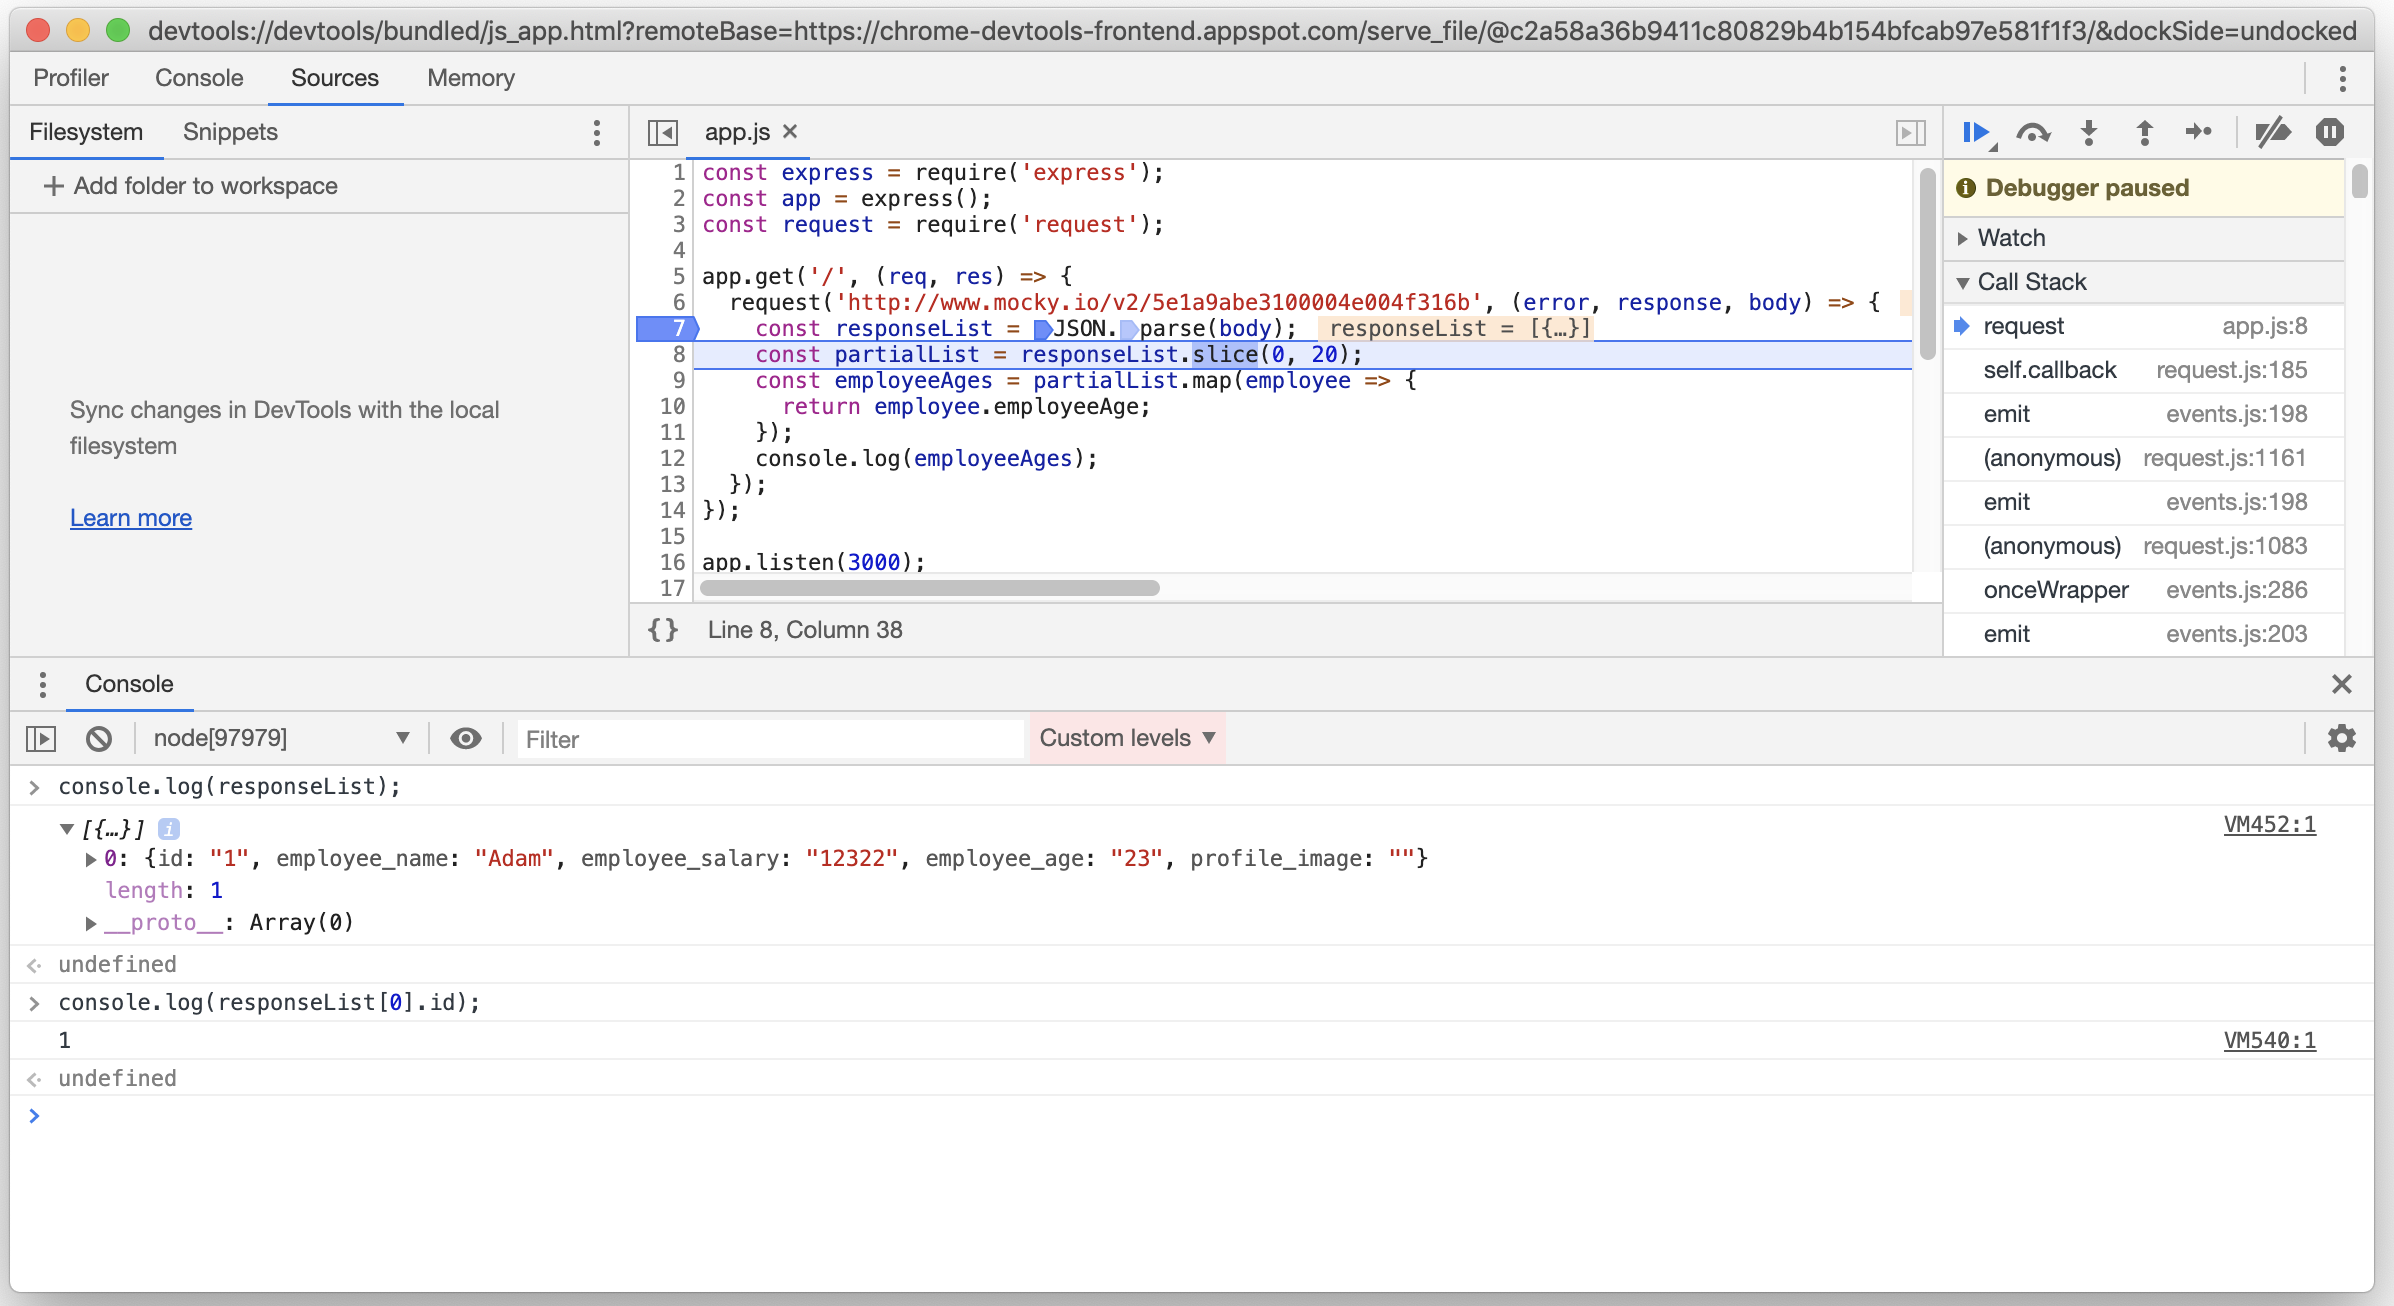 devtools://devtools/bundled/js_app.html?remoteBase=https://chrome-devtools-frontend.appspot.com/serve_file/@c2a58a36b9411c80829b4b154bfcab97e581f1f3/&dockSide=undocked
Profiler Console Sources Memory
Filesystem Snippets
+ Add folder to workspace
Sync changes in DevTools with the local
filesystem
Learn more
app.js ×
1 const express = require('express');
2 const app = express();
3 const request = require('request');
4
5 app.get('/', (req, res) => {
6 request('http://www.mocky.io/v2/5e1a9abe3100004e004f316b', (error, response, body) => {
7 const responseList = JSON.parse(body); responseList = [{…}]
8 const partialList = responseList.slice(0, 20);
9 const employeeAges = partialList.map(employee => {
10 return employee.employeeAge;
11 });
12 console.log(employeeAges);
13 });
14 });
15
16 app.listen(3000);
17
{} Line 8, Column 38
Debugger paused
Watch
Call Stack
request app.js:8
self.callback request.js:185
emit events.js:198
(anonymous) request.js:1161
emit events.js:198
(anonymous) request.js:1083
onceWrapper events.js:286
emit events.js:203
Console
node[97979] Filter Custom levels
> console.log(responseList);
[{…}] i VM452:1
0: {id: "1", employee_name: "Adam", employee_salary: "12322", employee_age: "23", profile_image: ""}
length: 1
__proto__: Array(0)
undefined
> console.log(responseList[0].id);
1 VM540:1
undefined
>